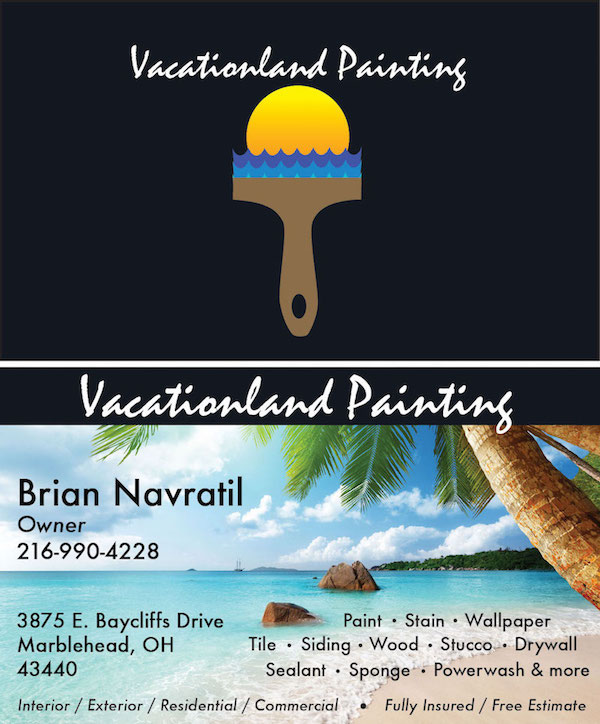 Vacationland Painting
Vacationland Painting
Brian Navratil
Owner
216-990-4228
3875 E. Baycliffs Drive
Marblehead, OH
43440
Paint • Stain • Wallpaper
Tile • Siding • Wood • Stucco • Drywall
Sealant • Sponge • Powerwash & more
Interior / Exterior / Residential / Commercial • Fully Insured / Free Estimate